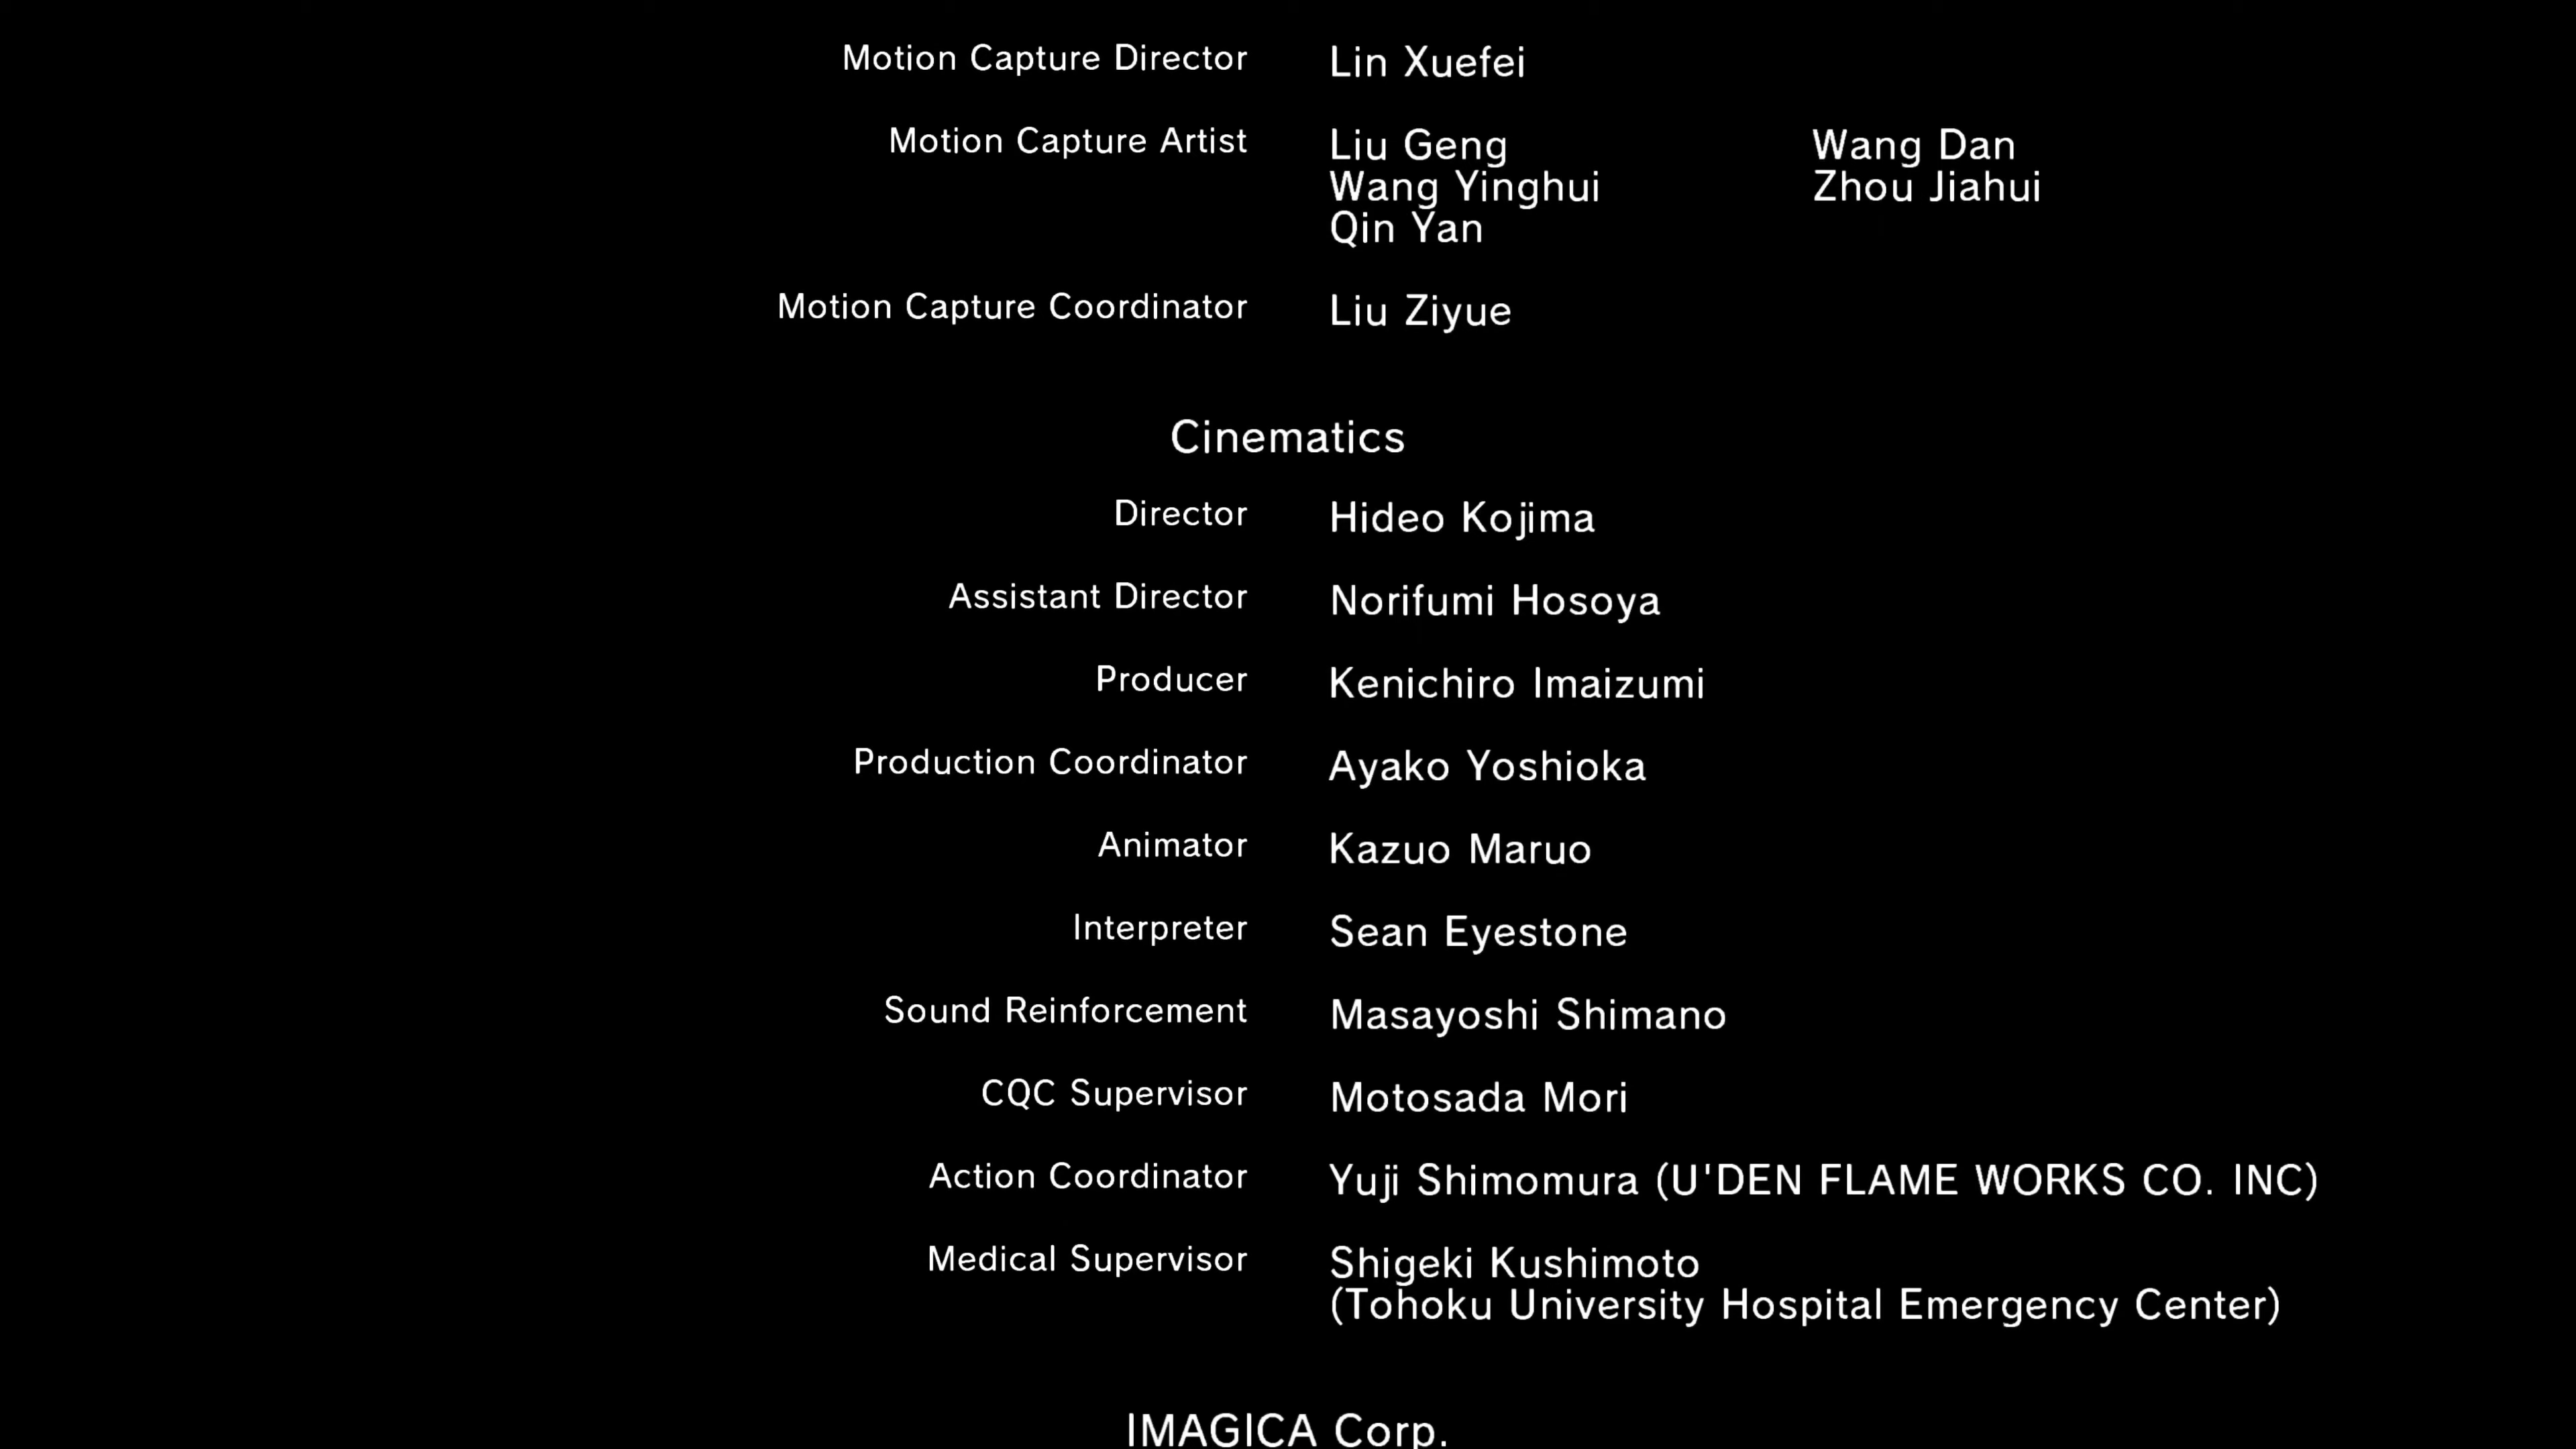 Motion Capture Director Lin Xuefei
Motion Capture Artist Liu Geng Wang Dan
Wang Yinghui Zhou Jiahui
Qin Yan
Motion Capture Coordinator Liu Ziyue
Cinematics
Director Hideo Kojima
Assistant Director Norifumi Hosoya
Producer Kenichiro Imaizumi
Production Coordinator Ayako Yoshioka
Animator Kazuo Maruo
Interpreter Sean Eyestone
Sound Reinforcement Masayoshi Shimano
CQC Supervisor Motosada Mori
Action Coordinator Yuji Shimomura (U'DEN FLAME WORKS CO. INC)
Medical Supervisor Shigeki Kushimoto
(Tohoku University Hospital Emergency Center)
IMAGICA Corp.